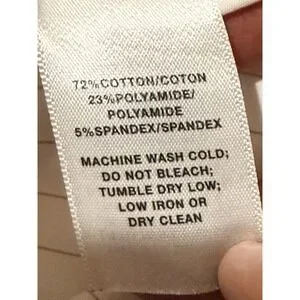 72%COTTON/COTON
23%POLYAMIDE/
POLYAMIDE
5%SPANDEX/SPANDEX
MACHINE WASH COLD;
DO NOT BLEACH;
TUMBLE DRY LOW;
LOW IRON OR
DRY CLEAN